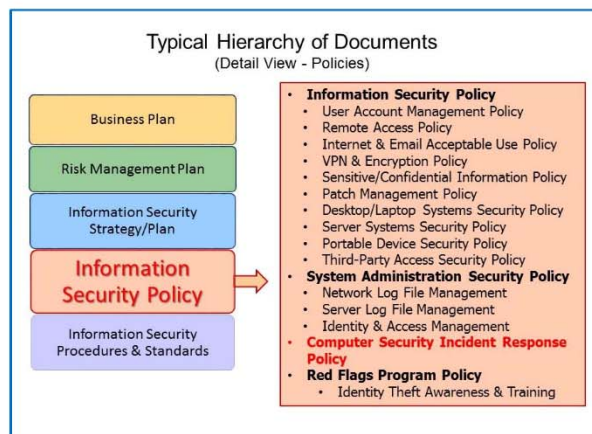 Typical Hierarchy of Documents
(Detail View - Policies)
Business Plan
Risk Management Plan
Information Security
Strategy/Plan
Information
Security Policy
Information Security
Procedures & Standards
• Information Security Policy
• User Account Management Policy
• Remote Access Policy
• Internet & Email Acceptable Use Policy
• VPN & Encryption Policy
• Sensitive/Confidential Information Policy
• Patch Management Policy
• Desktop/Laptop Systems Security Policy
• Server Systems Security Policy
• Portable Device Security Policy
• Third-Party Access Security Policy
• System Administration Security Policy
• Network Log File Management
• Server Log File Management
• Identity & Access Management
• Computer Security Incident Response
Policy
• Red Flags Program Policy
• Identity Theft Awareness & Training